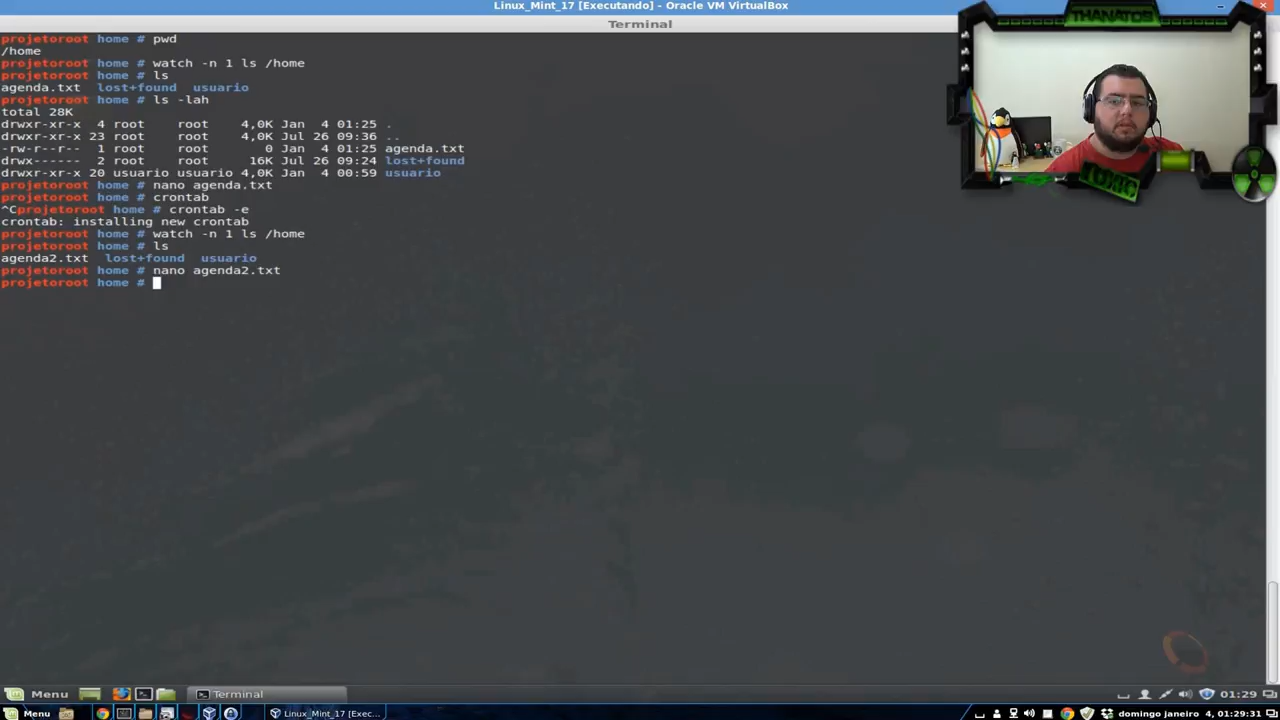 Linux_Mint_17 [Executando] - Oracle VM VirtualBox
Terminal
THANATOS
TOXIC
projetoroot home # pwd
/home
projetoroot home # watch -n 1 ls /home
projetoroot home # ls
agenda.txt  lost+found  usuario
projetoroot home # ls -lah
total 28K
drwxr-xr-x  4 root    root    4,0K Jan  4 01:25 .
drwxr-xr-x 23 root    root    4,0K Jul 26 09:36 ..
-rw-r--r--  1 root    root       0 Jan  4 01:25 agenda.txt
drwx------  2 root    root     16K Jul 26 09:24 lost+found
drwxr-xr-x 20 usuario usuario 4,0K Jan  4 00:59 usuario
projetoroot home # nano agenda.txt
projetoroot home # crontab
^Cprojetoroot home # crontab -e
crontab: installing new crontab
projetoroot home # watch -n 1 ls /home
projetoroot home # ls
agenda2.txt  lost+found  usuario
projetoroot home # nano agenda2.txt
projetoroot home #
Menu
Terminal
01:29
Menu
Linux_Mint_17 [Exec...
domingo janeiro  4, 01:29:31